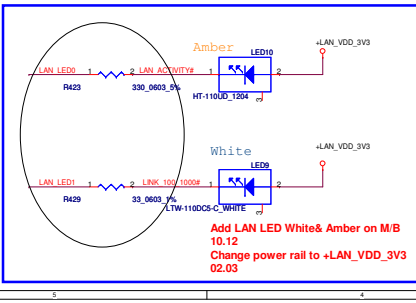 Amber
LED10
+LAN_VDD_3V3
LAN_LED0 1 2 LAN_ACTIVITY# 1 2
R423 330_0603_5% HT-110UD_1204 3
White
LED9
+LAN_VDD_3V3
LAN_LED1 1 2 LINK_100_1000# 1 2
R429 33_0603_1% LTW-110DC5-C_WHITE 3
Add LAN LED White& Amber on M/B
10.12
Change power rail to +LAN_VDD_3V3
02.03
5 4